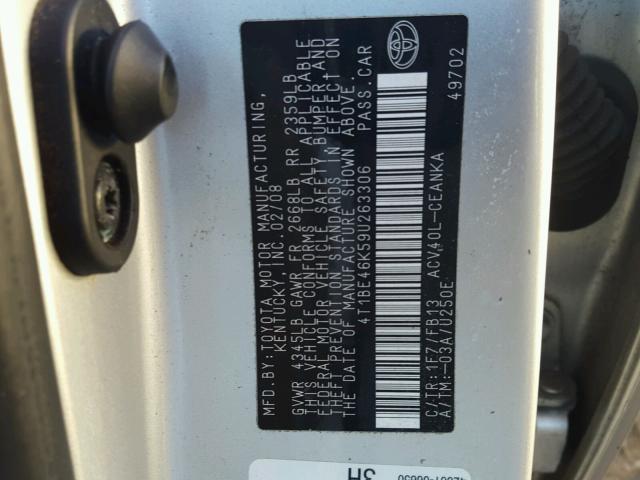 MFD.BY:TOYOTA MOTOR MANUFACTURING,
KENTUCKY, INC. 02/08
GVWR 4345LB GAWR FR 2668LB RR 2359LB
THIS VEHICLE CONFORMS TO ALL APPLICABLE
FEDERAL MOTOR VEHICLE SAFETY, BUMPER, AND
THEFT PREVENTION STANDARDS IN EFFECT ON
THE DATE OF MANUFACTURE SHOWN ABOVE.
4T1BE46K59U263306 PASS.CAR
C/TR:1F7/FB13 ACV40L-CEANKA
A/TM:-03A/U250E 49702
3H